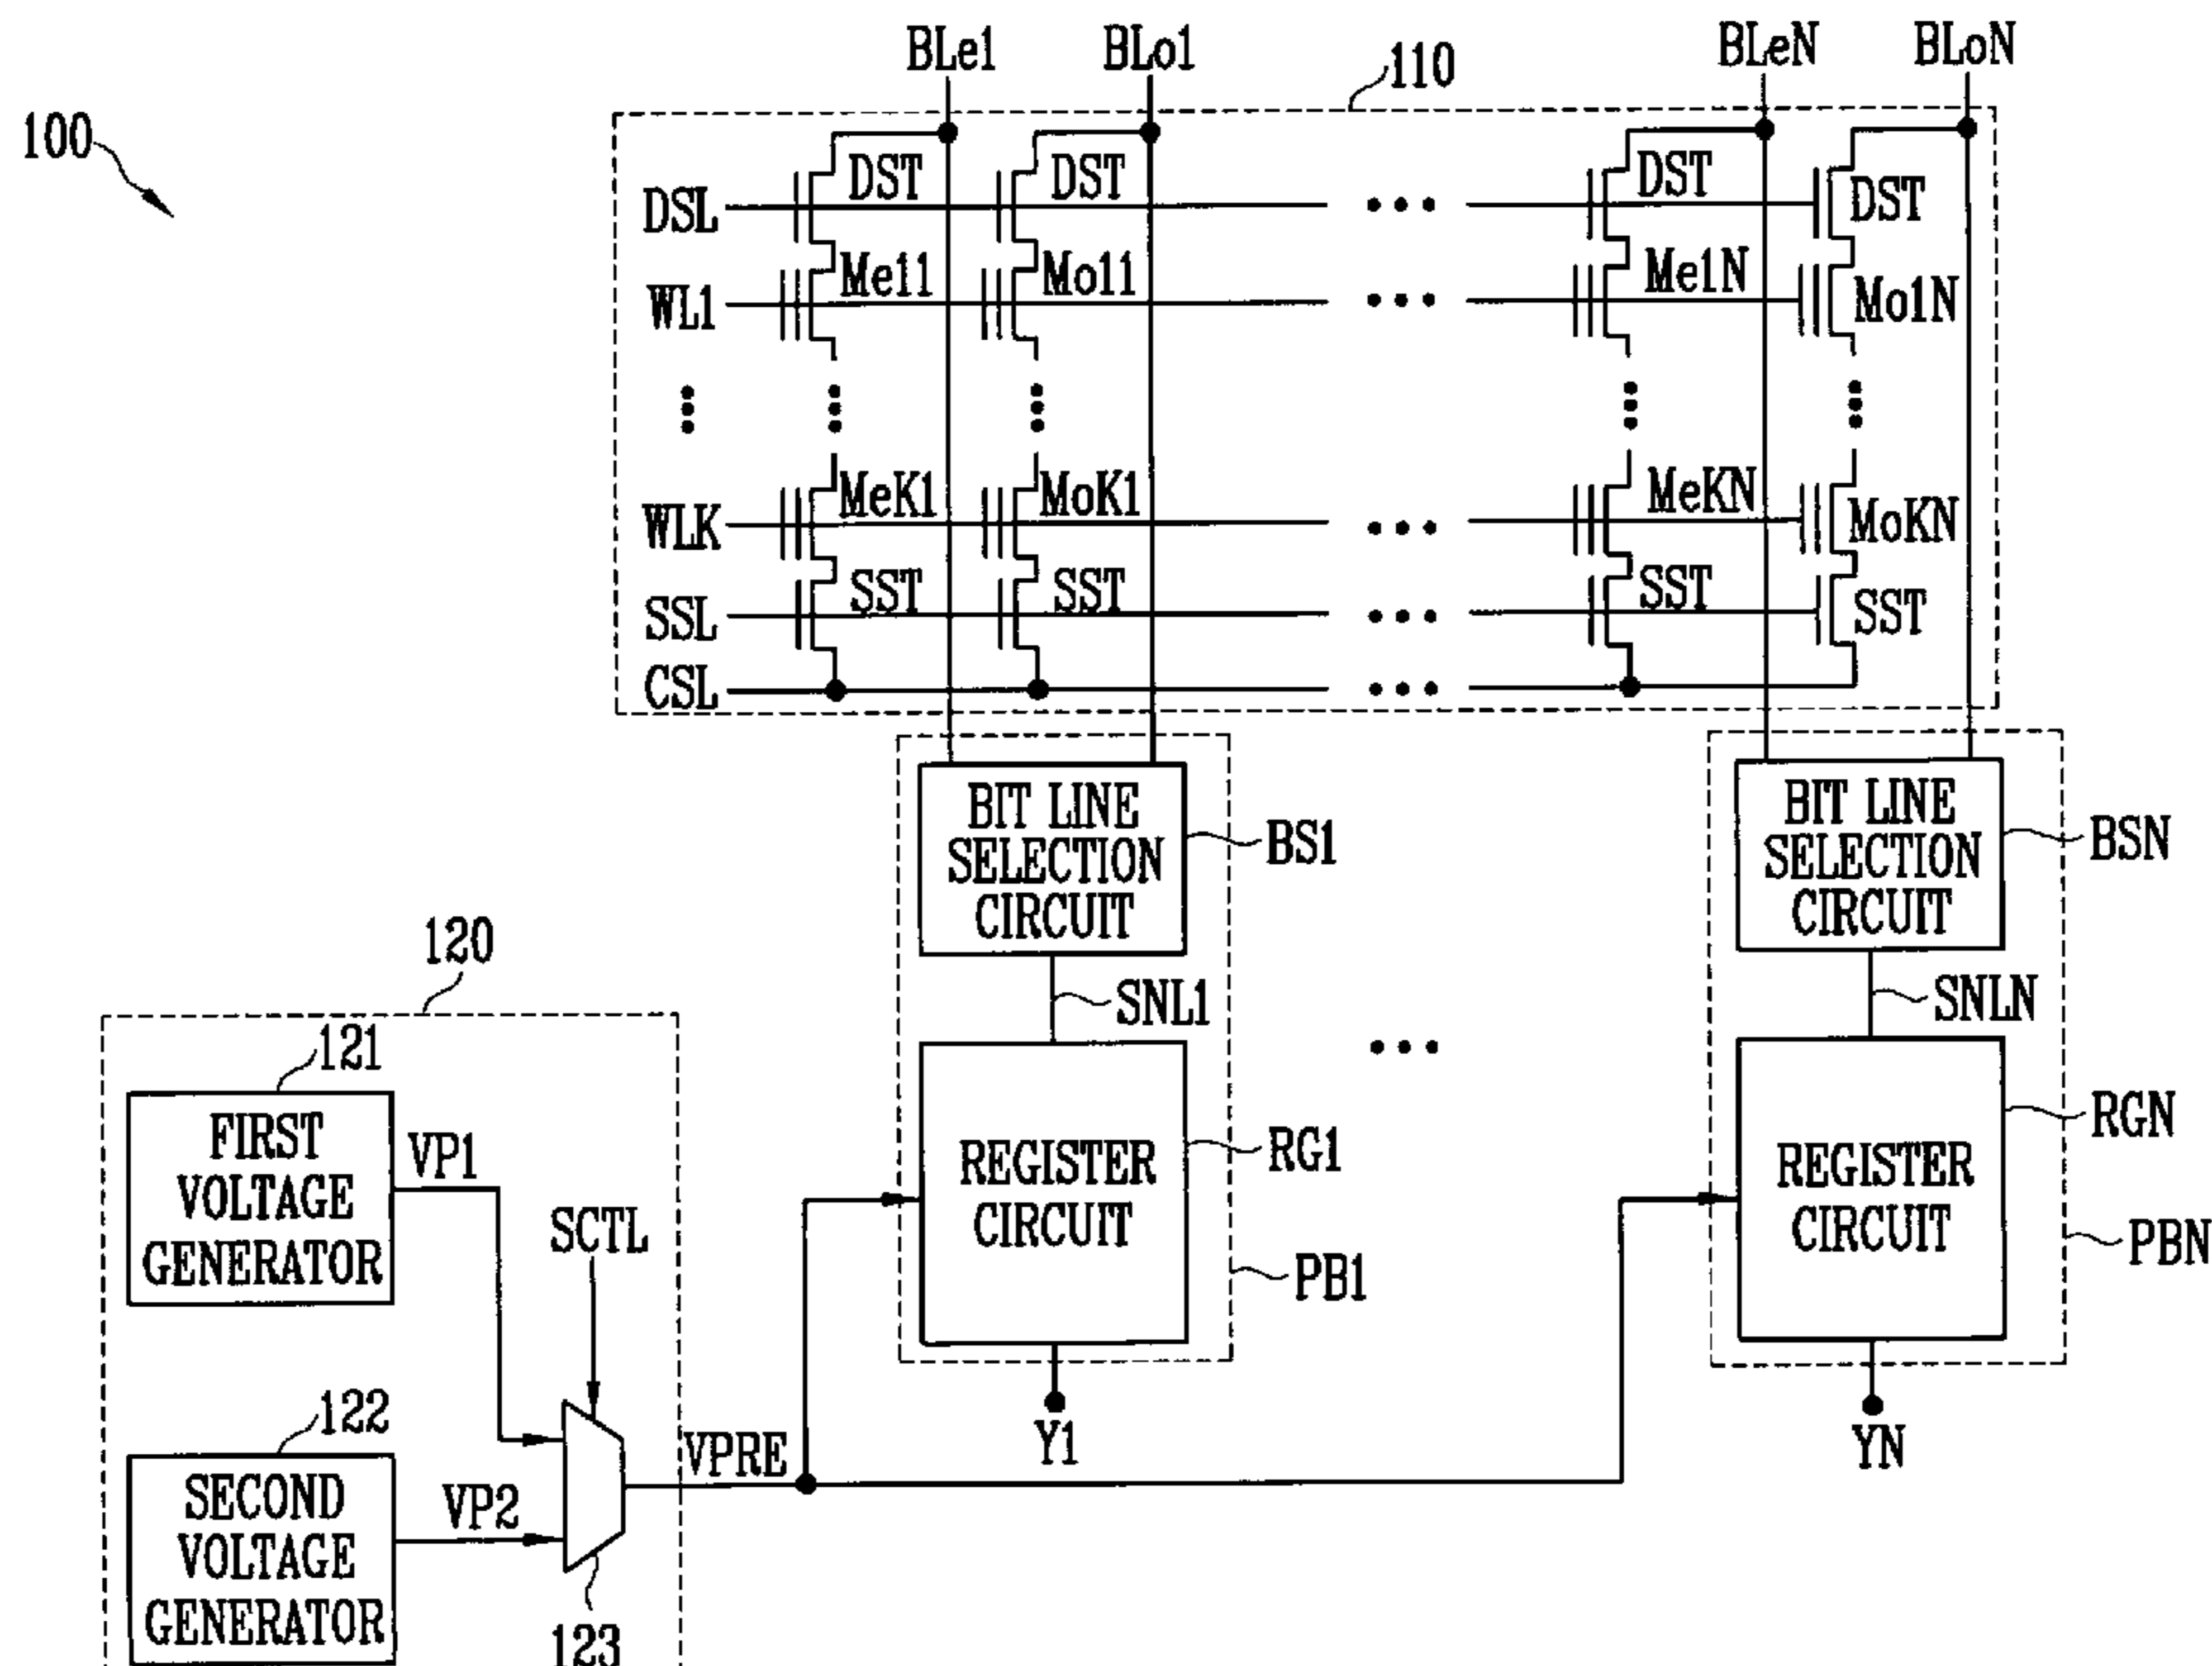 BLe1 BLo1 BLeN BLoN
110
100
DSL DST DST DST DST
WL1 Me11 Mo11 Me1N Mo1N
WLK MeK1 MoK1 MeKN MoKN
SSL SST SST SST SST
CSL
BIT LINE
SELECTION
CIRCUIT
BS1
BIT LINE
SELECTION
CIRCUIT
BSN
SNL1
SNLN
REGISTER
CIRCUIT
RG1
PB1
REGISTER
CIRCUIT
RGN
PBN
Y1
YN
120
121
FIRST
VOLTAGE
GENERATOR
VP1
SCTL
122
SECOND
VOLTAGE
GENERATOR
VP2
VPRE
123